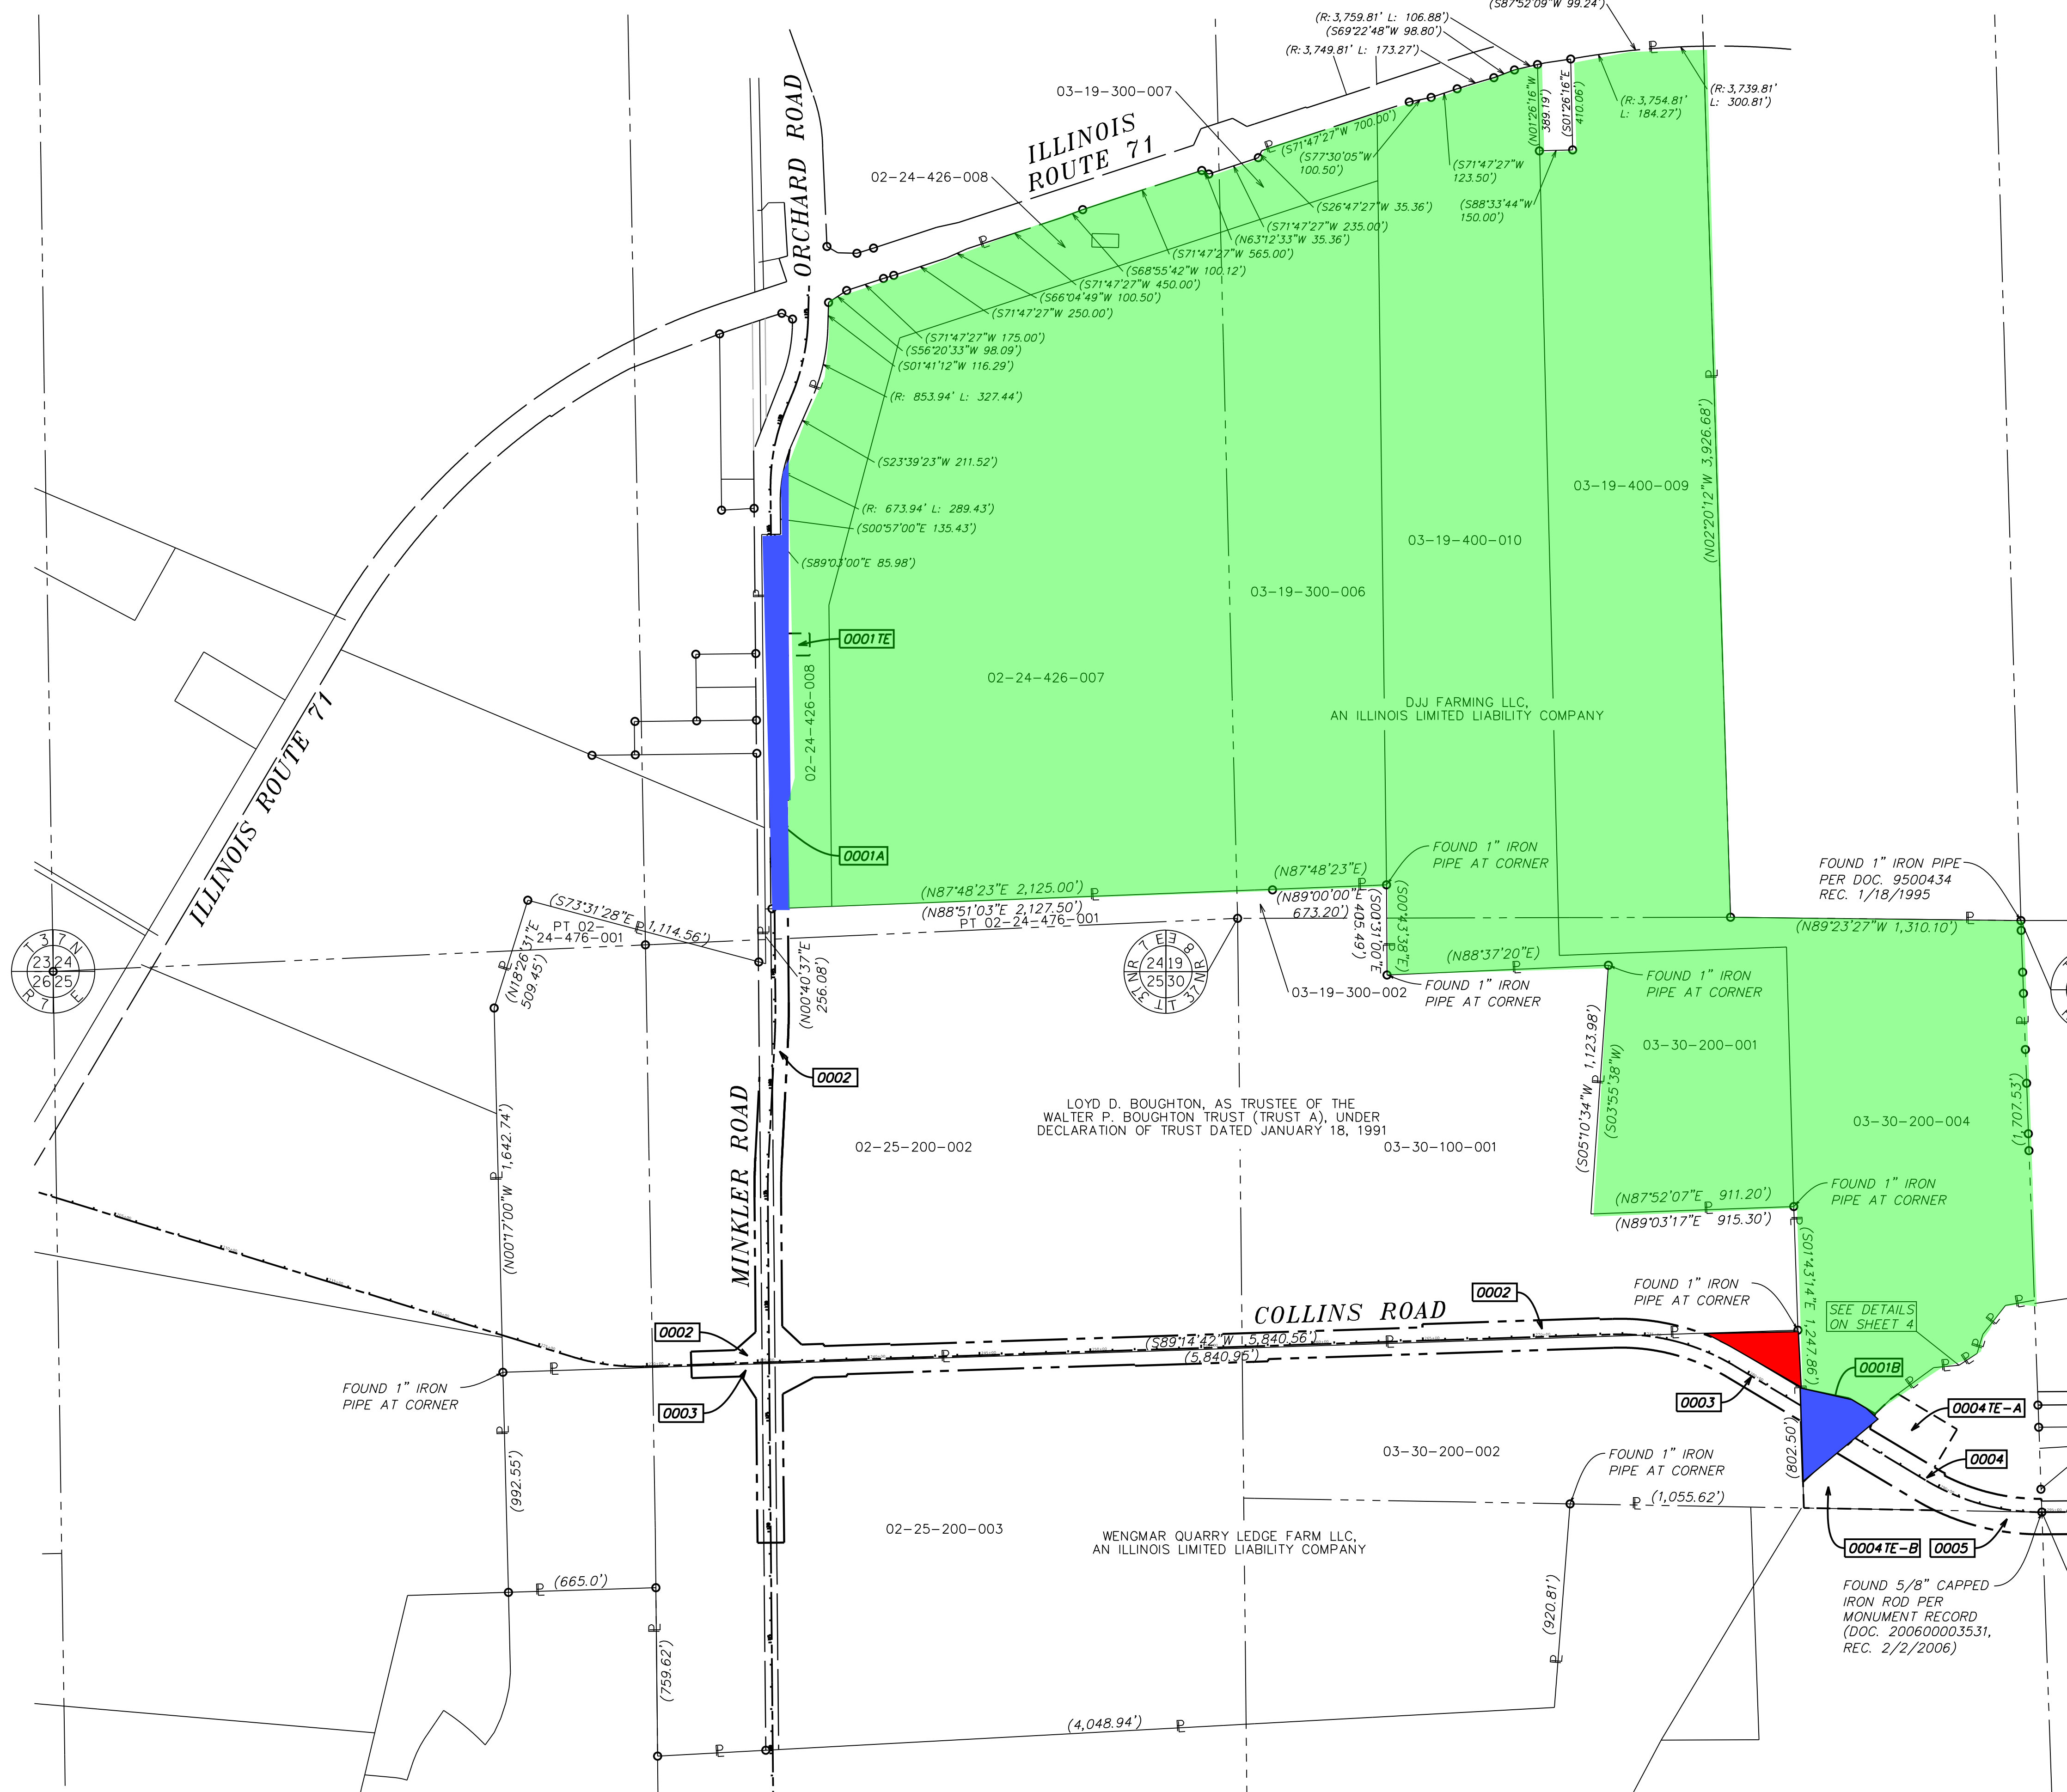 (S87°52'09"W 99.24')
(R: 3,759.81' L: 106.88')
(S69°22'48"W 98.80')
(R: 3,749.81' L: 173.27')
03-19-300-007
ILLINOIS
ROUTE 71
ORCHARD ROAD
02-24-426-008
(S71°47'27"W 700.00')
(S77°30'05"W
100.50')
(S71°47'27"W
123.50')
(S88°33'44"W
150.00')
(N01°26'16"W
389.19')
(S01°26'16"E
410.06')
(R: 3,754.81'
L: 184.27')
(R: 3,739.81'
L: 300.81')
(S26°47'27"W 35.36')
(S71°47'27"W 235.00')
(N63°12'33"W 35.36')
(S71°47'27"W 565.00')
(S68°55'42"W 100.12')
(S71°47'27"W 450.00')
(S66°04'49"W 100.50')
(S71°47'27"W 250.00')
(S71°47'27"W 175.00')
(S56°20'33"W 98.09')
(S01°41'12"W 116.29')
(R: 853.94' L: 327.44')
(S23°39'23"W 211.52')
(R: 673.94' L: 289.43')
(S00°57'00"E 135.43')
(S89°03'00"E 85.98')
(N02°20'12"W 3,926.68')
03-19-400-009
03-19-400-010
03-19-300-006
0001TE
02-24-426-008
02-24-426-007
DJJ FARMING LLC,
AN ILLINOIS LIMITED LIABILITY COMPANY
ILLINOIS ROUTE 71
0001A
FOUND 1" IRON
PIPE AT CORNER
FOUND 1" IRON PIPE
PER DOC. 9500434
REC. 1/18/1995
(N87°48'23"E 2,125.00')
(N88°51'03"E 2,127.50')
PT 02-24-476-001
(N87°48'23"E)
(N89°00'00"E
673.20')
(S00°31'00"E
405.49')
(S00°43'38"E)
(N89°23'27"W 1,310.10')
(S73°31'28"E 1,114.56')
PT 02-
24-476-001
(N18°26'31"E
509.45')
(N00°40'37"E
256.08')
T 37 N
23 24
26 25
R 7 E
R 7 E
E 8 R
24 19
25 30
37 N T
T 37 N
(N88°37'20"E)
FOUND 1" IRON
PIPE AT CORNER
FOUND 1" IRON
PIPE AT CORNER
03-19-300-002
0002
(S05°10'34"W 1,123.98')
(S03°55'38"W)
03-30-200-001
(1,707.53')
03-30-200-004
MINKLER ROAD
LOYD D. BOUGHTON, AS TRUSTEE OF THE
WALTER P. BOUGHTON TRUST (TRUST A), UNDER
DECLARATION OF TRUST DATED JANUARY 18, 1991
02-25-200-002
03-30-100-001
(N00°17'00"W 1,642.74')
(N87°52'07"E 911.20')
(N89°03'17"E 915.30')
FOUND 1" IRON
PIPE AT CORNER
(S01°43'14"E 1,247.86')
FOUND 1" IRON
PIPE AT CORNER
0002
COLLINS ROAD
SEE DETAILS
ON SHEET 4
0002
(S89°14'42"W 5,840.56')
(5,840.95')
0001B
FOUND 1" IRON
PIPE AT CORNER
0003
0003
0004TE-A
(802.50')
03-30-200-002
FOUND 1" IRON
PIPE AT CORNER
0004
(992.55')
(1,055.62')
02-25-200-003
WENGMAR QUARRY LEDGE FARM LLC,
AN ILLINOIS LIMITED LIABILITY COMPANY
0004TE-B
0005
(665.0')
FOUND 5/8" CAPPED
IRON ROD PER
MONUMENT RECORD
(DOC. 200600003531,
REC. 2/2/2006)
(920.81')
(759.62')
(4,048.94')